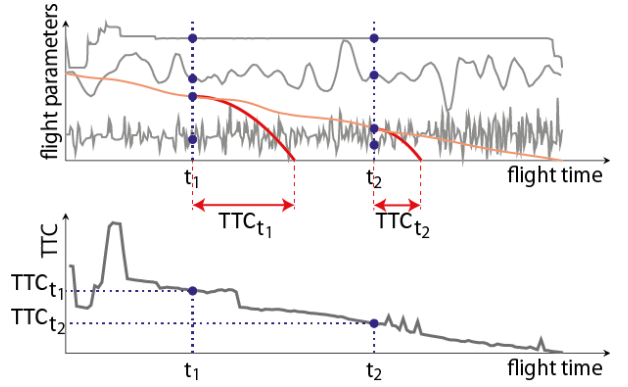 flight parameters
t1
t2
flight time
TTCt1
TTCt2
TTC
TTCt1
TTCt2
t1
t2
flight time